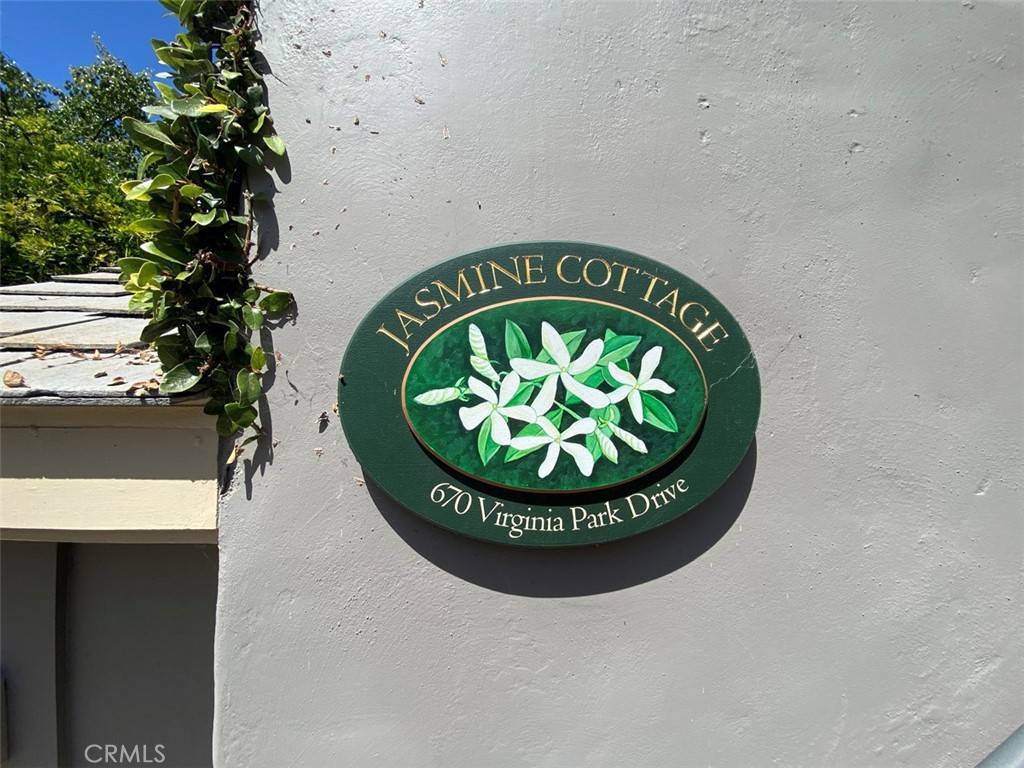 JASMINE COTTAGE
670 Virginia Park Drive
CRMLS